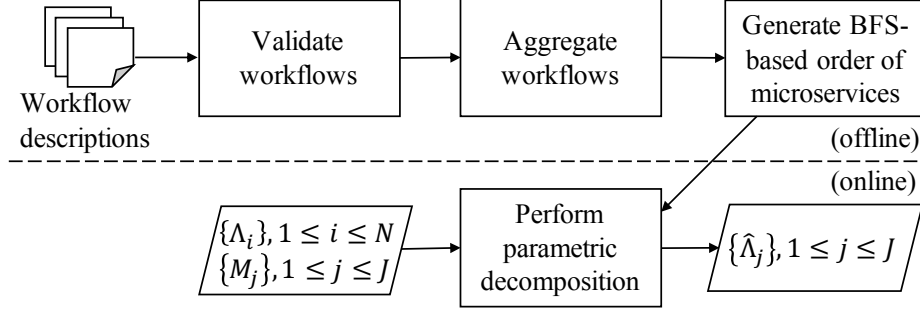 Workflow
descriptions
Validate
workflows
Aggregate
workflows
Generate BFS-
based order of
microservices
(offline)
(online)
{Λ_i}, 1 ≤ i ≤ N
{M_j}, 1 ≤ j ≤ J
Perform
parametric
decomposition
{Λ̂_j}, 1 ≤ j ≤ J